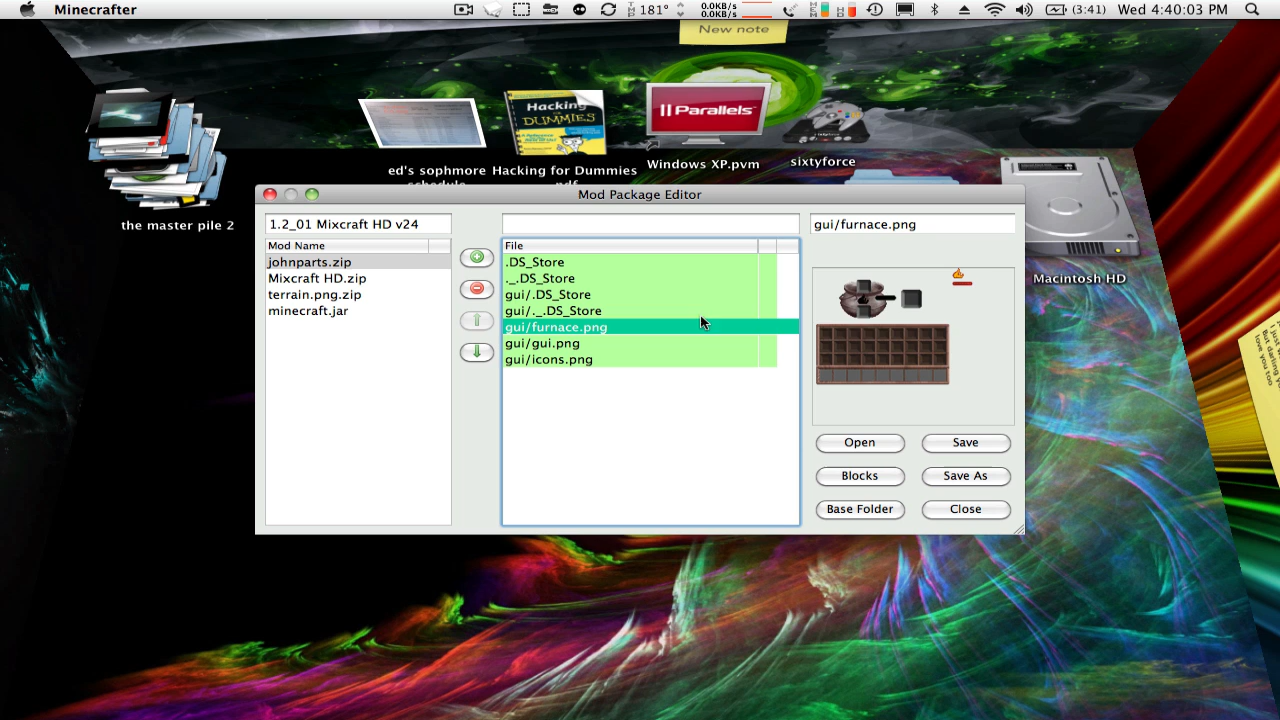 Minecrafter
TMP 181°
0.0KB/s
0.0KB/s
(3:41)
Wed 4:40:03 PM
New note
Hacking
DUMMIES
Parallels
ed's sophmore
Hacking for Dummies
Windows XP.pvm
sixtyforce
the master pile 2
Macintosh HD
Mod Package Editor
1.2_01 Mixcraft HD v24
gui/furnace.png
Mod Name
File
johnparts.zip
.DS_Store
Mixcraft HD.zip
._.DS_Store
terrain.png.zip
gui/.DS_Store
minecraft.jar
gui/._.DS_Store
gui/furnace.png
gui/gui.png
gui/icons.png
Open
Save
Blocks
Save As
Base Folder
Close
love you too